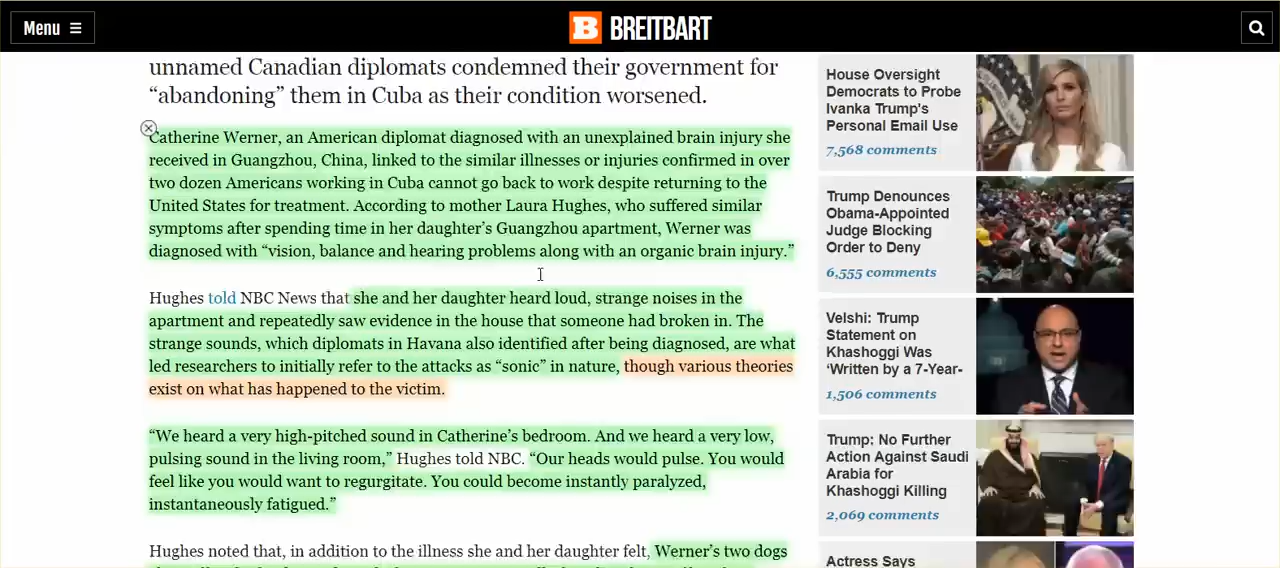 Menu ≡
B BREITBART
unnamed Canadian diplomats condemned their government for
“abandoning” them in Cuba as their condition worsened.
Catherine Werner, an American diplomat diagnosed with an unexplained brain injury she
received in Guangzhou, China, linked to the similar illnesses or injuries confirmed in over
two dozen Americans working in Cuba cannot go back to work despite returning to the
United States for treatment. According to mother Laura Hughes, who suffered similar
symptoms after spending time in her daughter’s Guangzhou apartment, Werner was
diagnosed with “vision, balance and hearing problems along with an organic brain injury.”
Hughes told NBC News that she and her daughter heard loud, strange noises in the
apartment and repeatedly saw evidence in the house that someone had broken in. The
strange sounds, which diplomats in Havana also identified after being diagnosed, are what
led researchers to initially refer to the attacks as “sonic” in nature, though various theories
exist on what has happened to the victim.
“We heard a very high-pitched sound in Catherine’s bedroom. And we heard a very low,
pulsing sound in the living room,” Hughes told NBC. “Our heads would pulse. You would
feel like you would want to regurgitate. You could become instantly paralyzed,
instantaneously fatigued.”
Hughes noted that, in addition to the illness she and her daughter felt, Werner’s two dogs
House Oversight
Democrats to Probe
Ivanka Trump's
Personal Email Use
7,568 comments
Trump Denounces
Obama-Appointed
Judge Blocking
Order to Deny
6,555 comments
Velshi: Trump
Statement on
Khashoggi Was
‘Written by a 7-Year-
1,506 comments
Trump: No Further
Action Against Saudi
Arabia for
Khashoggi Killing
2,069 comments
Actress Says